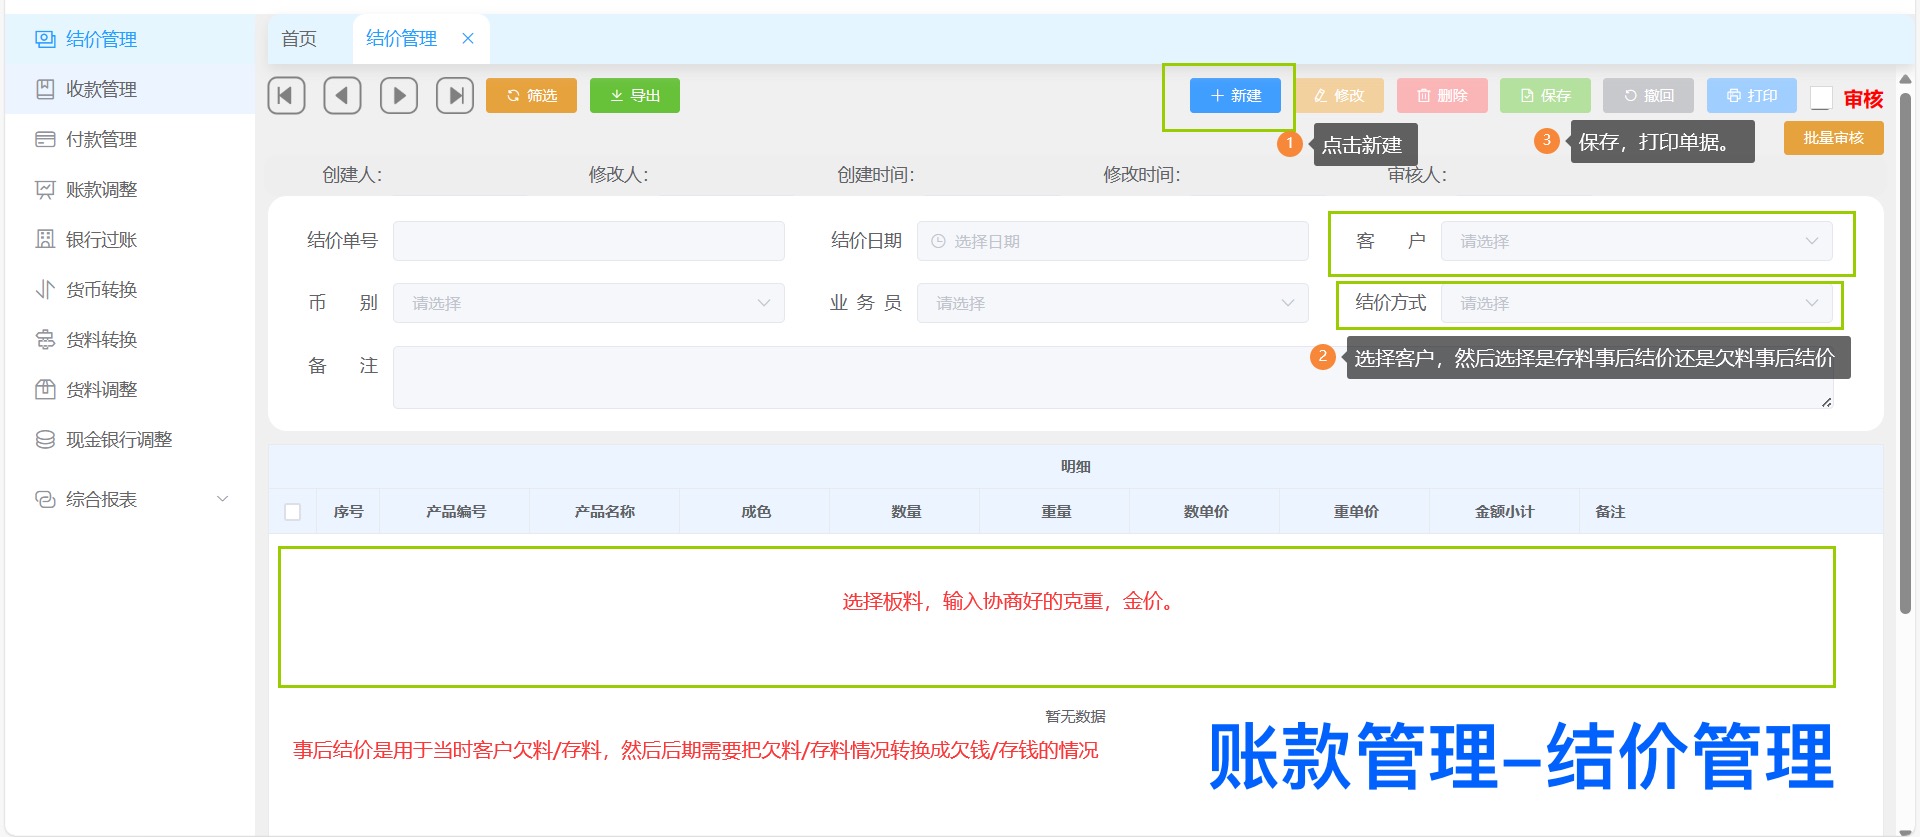 结价管理
收款管理
付款管理
账款调整
银行过账
货币转换
货料转换
货料调整
现金银行调整
综合报表
首页
结价管理
筛选
导出
新建
修改
删除
保存
撤回
打印
审核
1
点击新建
3
保存，打印单据。
批量审核
创建人：
修改人：
创建时间：
修改时间：
审核人：
结价单号
结价日期
选择日期
客 户
请选择
币 别
请选择
业 务 员
请选择
结价方式
请选择
备 注
2
选择客户，然后选择是存料事后结价还是欠料事后结价
明细
序号
产品编号
产品名称
成色
数量
重量
数单价
重单价
金额小计
备注
选择板料，输入协商好的克重，金价。
暂无数据
事后结价是用于当时客户欠料/存料，然后后期需要把欠料/存料情况转换成欠钱/存钱的情况
账款管理–结价管理